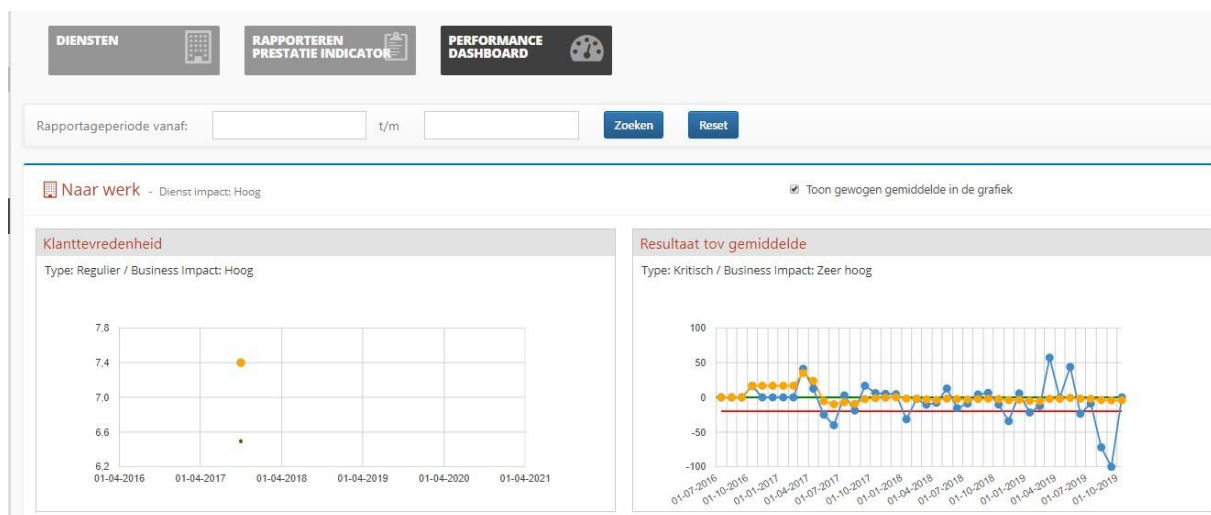 DIENSTEN
RAPPORTEREN
PRESTATIE INDICATOR
PERFORMANCE
DASHBOARD
Rapportageperiode vanaf: t/m Zoeken Reset
Naar werk - Dienst impact: Hoog
Toon gewogen gemiddelde in de grafiek
Klanttevredenheid
Type: Regulier / Business Impact: Hoog
7,8
7,4
7,0
6,6
6,2
01-04-2016 01-04-2017 01-04-2018 01-04-2019 01-04-2020 01-04-2021
Resultaat tov gemiddelde
Type: Kritisch / Business Impact: Zeer hoog
100
50
0
-50
-100
01-07-2016 01-10-2016 01-01-2017 01-04-2017 01-07-2017 01-10-2017 01-01-2018 01-04-2018 01-07-2018 01-10-2018 01-01-2019 01-04-2019 01-07-2019 01-10-2019